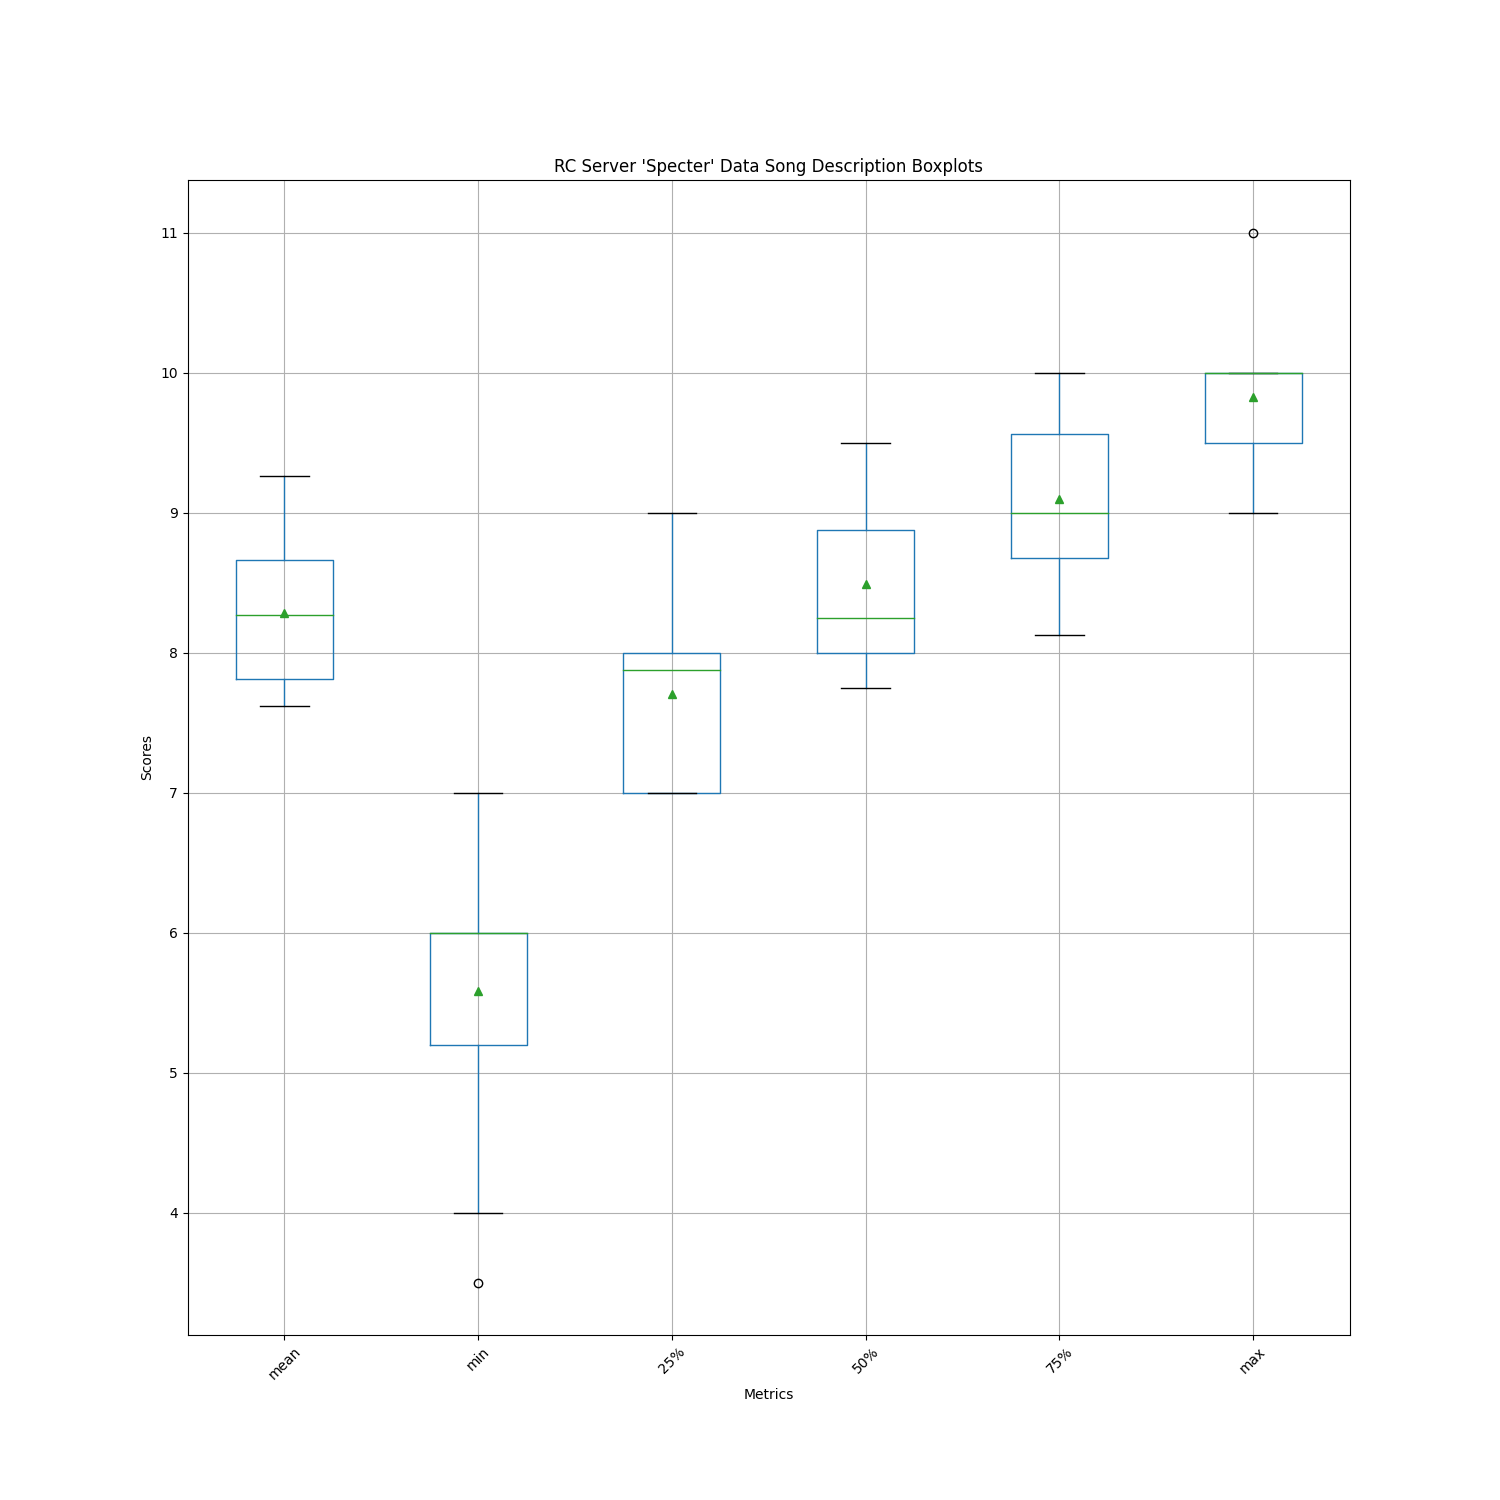 RC Server 'Specter' Data Song Description Boxplots
11
10
9
8
7
6
5
4
Scores
mean
min
25%
50%
75%
max
Metrics